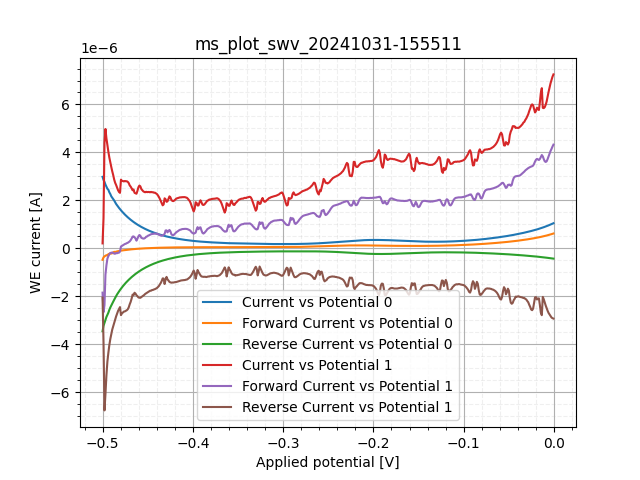 ms_plot_swv_20241031-155511
1e−6
6
4
2
0
−2
−4
−6
WE current [A]
Current vs Potential 0
Forward Current vs Potential 0
Reverse Current vs Potential 0
Current vs Potential 1
Forward Current vs Potential 1
Reverse Current vs Potential 1
−0.5 −0.4 −0.3 −0.2 −0.1 0.0
Applied potential [V]